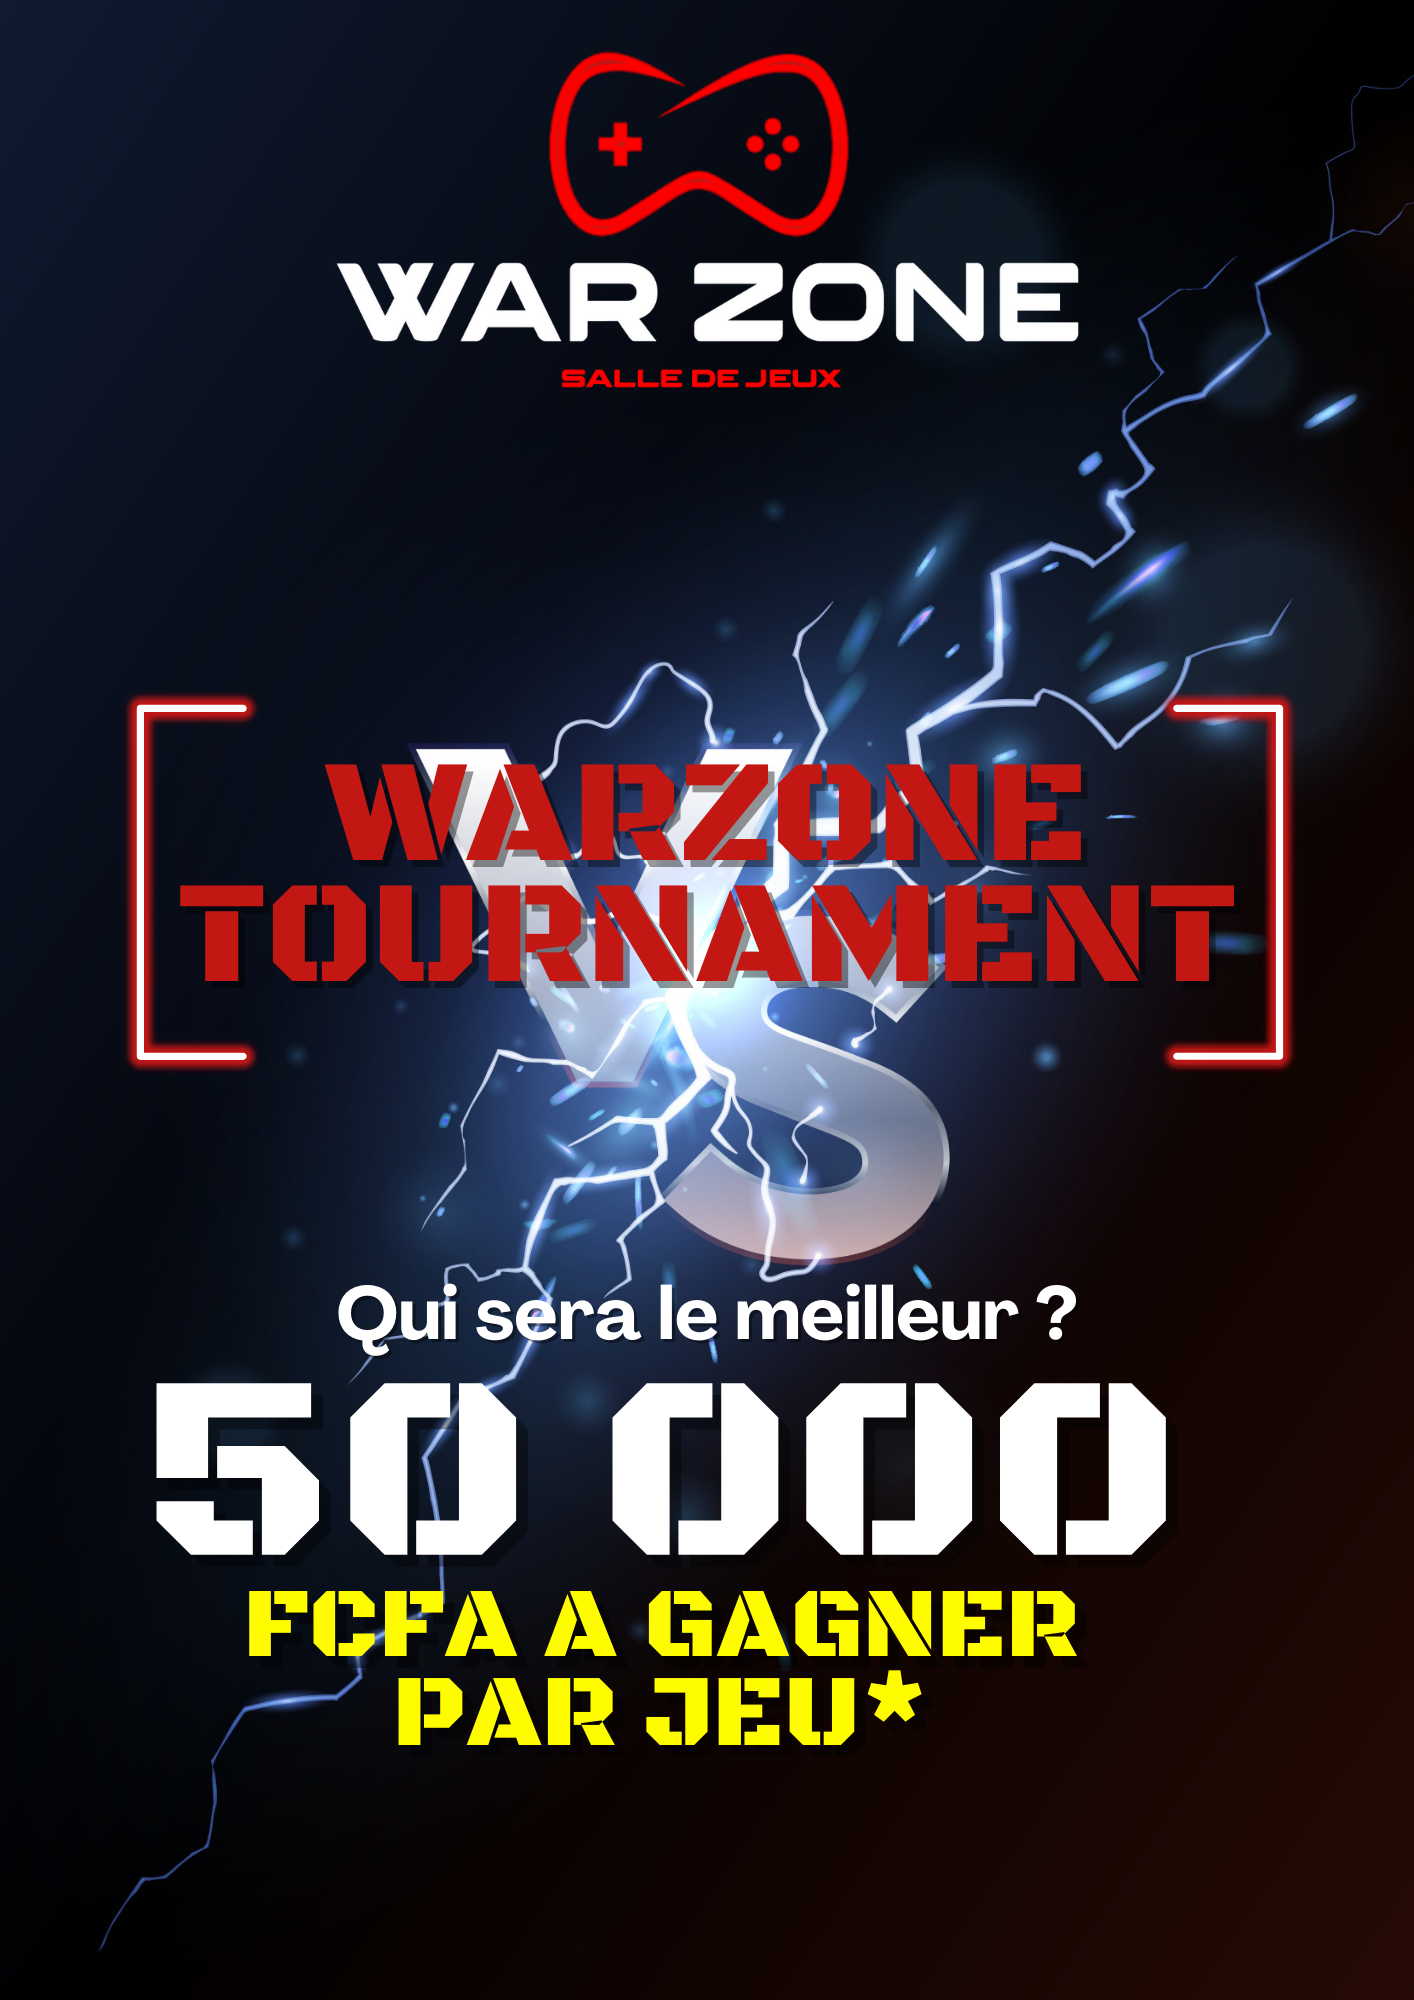 WAR ZONE
SALLE DE JEUX
VS
WARZONE
TOURNAMENT
Qui sera le meilleur ?
50 000
FCFA A GAGNER
PAR JEU*